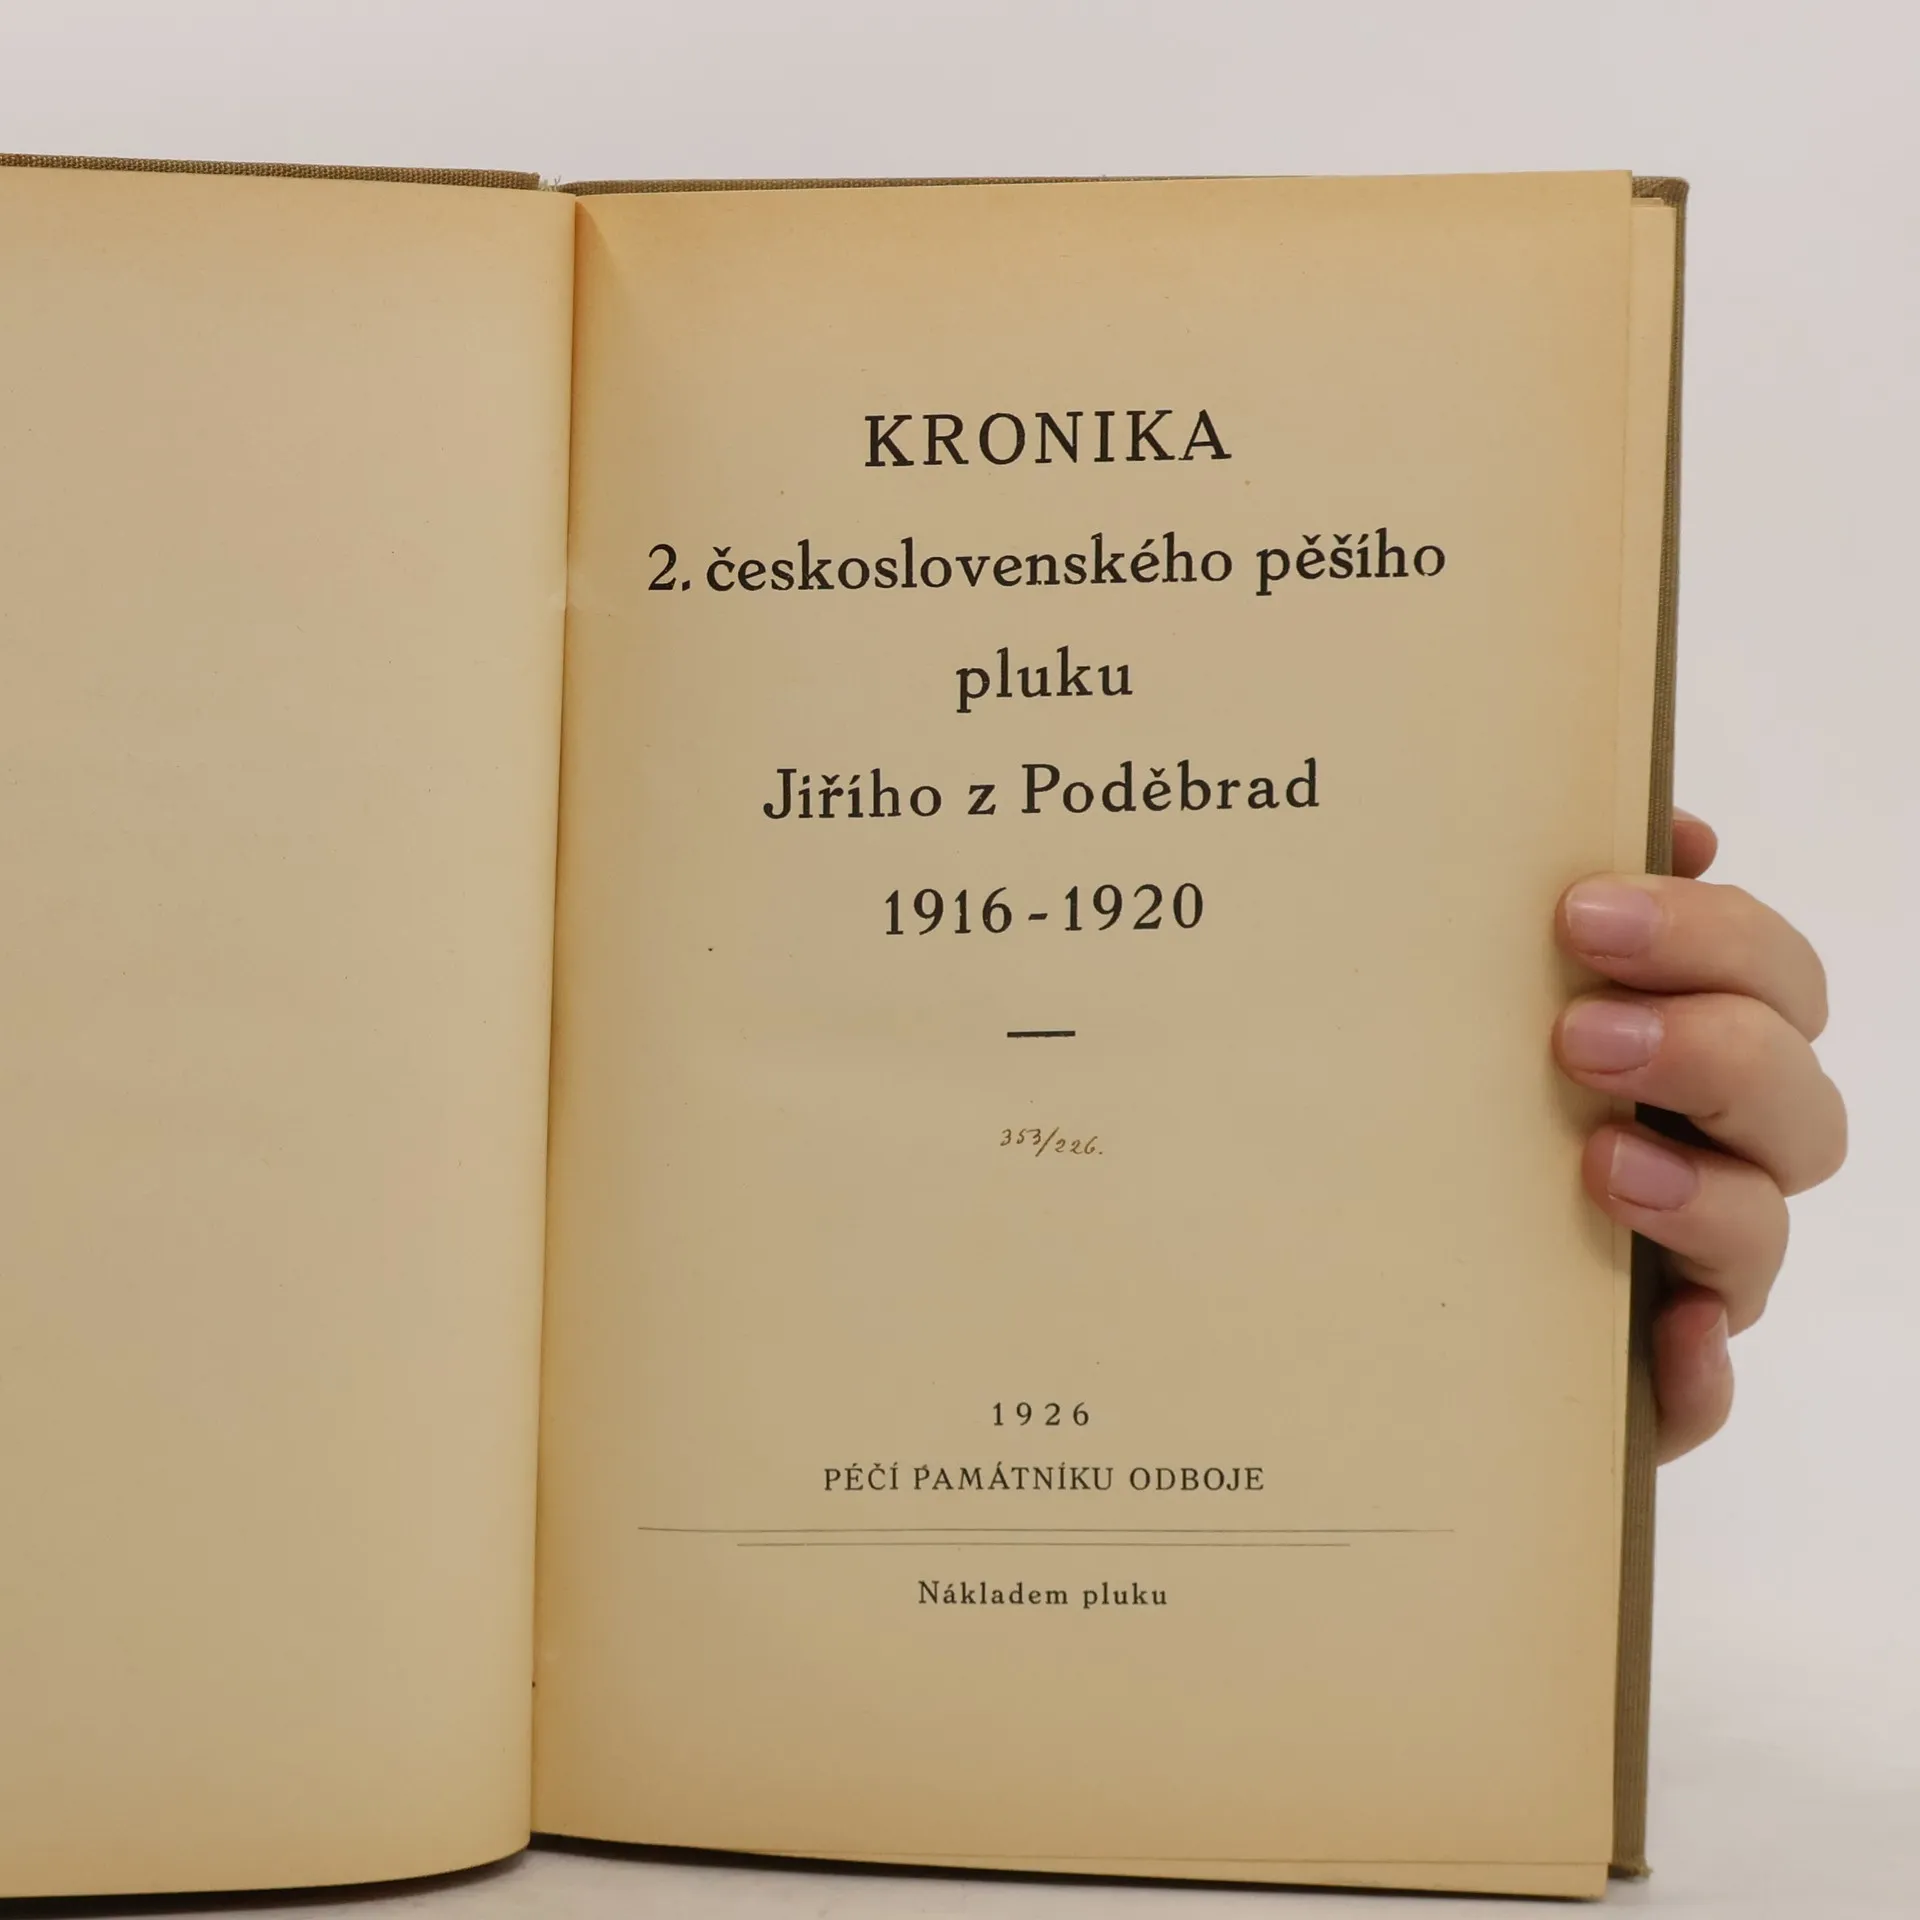 KRONIKA
2. československého pěšího
pluku
Jiřího z Poděbrad
1916-1920
353/226.
1926
PÉČÍ PAMÁTNÍKU ODBOJE
Nákladem pluku